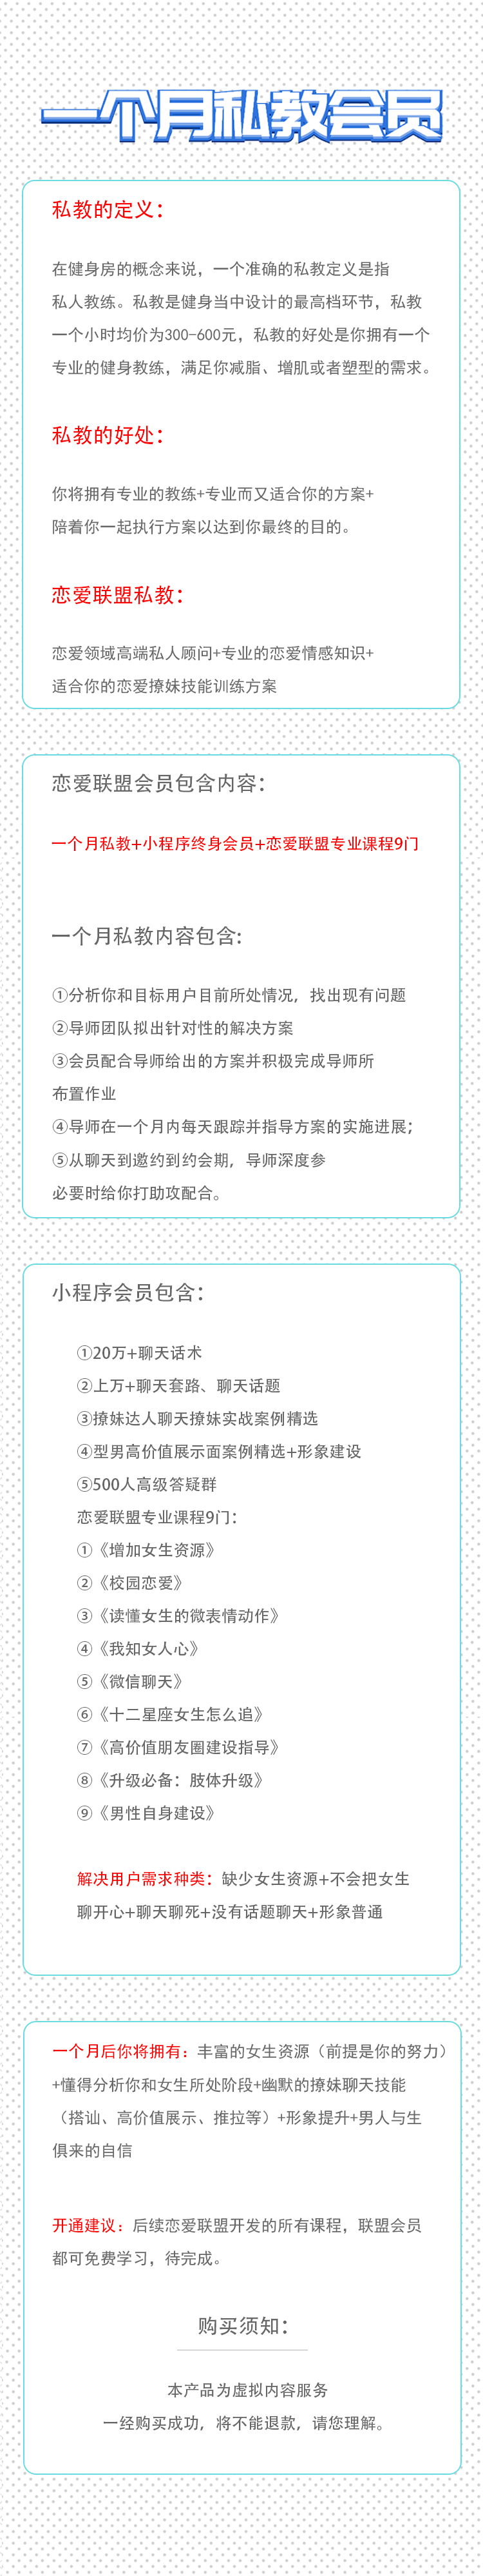 一个月私教会员
私教的定义：
在健身房的概念来说，一个准确的私教定义是指
私人教练。私教是健身当中设计的最高档环节，私教
一个小时均价为300-600元，私教的好处是你拥有一个
专业的健身教练，满足你减脂、增肌或者塑型的需求。
私教的好处：
你将拥有专业的教练+专业而又适合你的方案+
陪着你一起执行方案以达到你最终的目的。
恋爱联盟私教：
恋爱领域高端私人顾问+专业的恋爱情感知识+
适合你的恋爱撩妹技能训练方案
恋爱联盟会员包含内容：
一个月私教+小程序终身会员+恋爱联盟专业课程9门
一个月私教内容包含:
①分析你和目标用户目前所处情况，找出现有问题
②导师团队拟出针对性的解决方案
③会员配合导师给出的方案并积极完成导师所
布置作业
④导师在一个月内每天跟踪并指导方案的实施进展；
⑤从聊天到邀约到约会期，导师深度参
必要时给你打助攻配合。
小程序会员包含：
①20万+聊天话术
②上万+聊天套路、聊天话题
③撩妹达人聊天撩妹实战案例精选
④型男高价值展示面案例精选+形象建设
⑤500人高级答疑群
恋爱联盟专业课程9门：
①《增加女生资源》
②《校园恋爱》
③《读懂女生的微表情动作》
④《我知女人心》
⑤《微信聊天》
⑥《十二星座女生怎么追》
⑦《高价值朋友圈建设指导》
⑧《升级必备：肢体升级》
⑨《男性自身建设》
解决用户需求种类：缺少女生资源+不会把女生
聊开心+聊天聊死+没有话题聊天+形象普通
一个月后你将拥有：丰富的女生资源（前提是你的努力）
+懂得分析你和女生所处阶段+幽默的撩妹聊天技能
（搭讪、高价值展示、推拉等）+形象提升+男人与生
俱来的自信
开通建议：后续恋爱联盟开发的所有课程，联盟会员
都可免费学习，待完成。
购买须知：
本产品为虚拟内容服务
一经购买成功，将不能退款，请您理解。